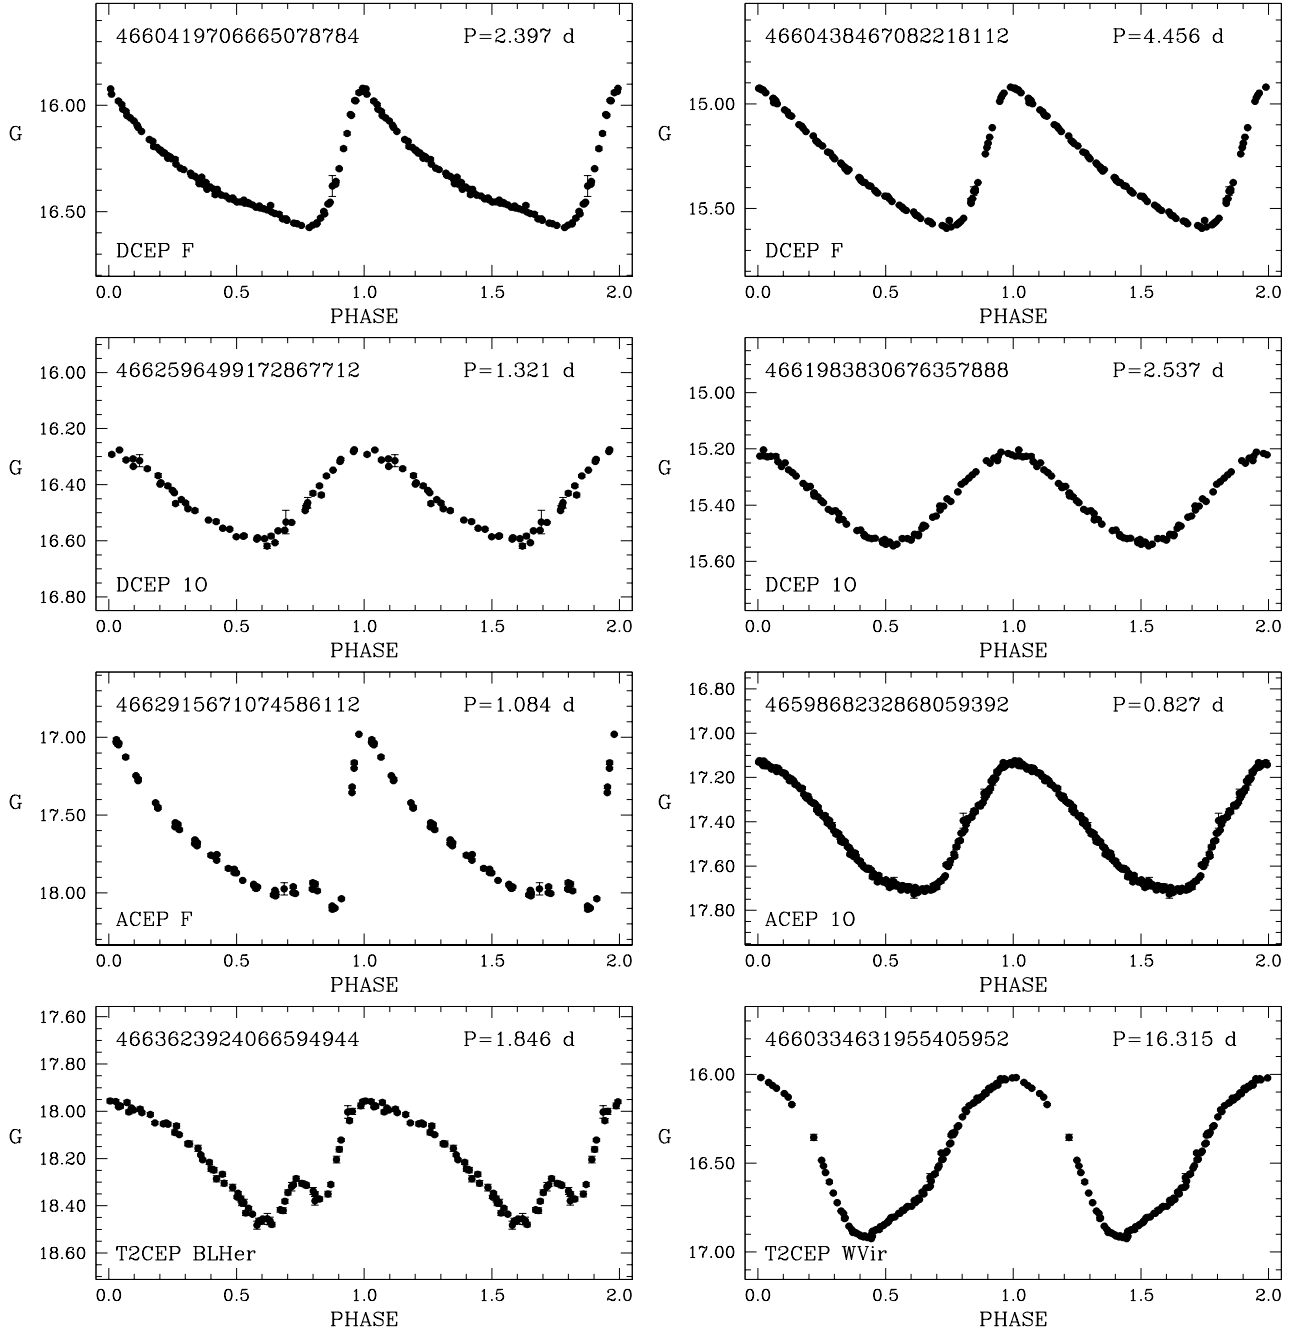 4660419706665078784 P=2.397 d
16.00
G
16.50
DCEP F
0.0 0.5 1.0 1.5 2.0
PHASE
4660438467082218112 P=4.456 d
15.00
G
15.50
DCEP F
0.0 0.5 1.0 1.5 2.0
PHASE
4662596499172867712 P=1.321 d
16.00
16.20
G
16.40
16.60
DCEP 1O
16.80
0.0 0.5 1.0 1.5 2.0
PHASE
4661983830676357888 P=2.537 d
15.00
15.20
G
15.40
15.60
DCEP 1O
0.0 0.5 1.0 1.5 2.0
PHASE
4662915671074586112 P=1.084 d
17.00
G
17.50
18.00
ACEP F
0.0 0.5 1.0 1.5 2.0
PHASE
16.80
4659868232868059392 P=0.827 d
17.00
17.20
G
17.40
17.60
17.80
ACEP 1O
0.0 0.5 1.0 1.5 2.0
PHASE
17.60
4663623924066594944 P=1.846 d
17.80
18.00
G
18.20
18.40
18.60
T2CEP BLHer
0.0 0.5 1.0 1.5 2.0
PHASE
4660334631955405952 P=16.315 d
16.00
G
16.50
17.00
T2CEP WVir
0.0 0.5 1.0 1.5 2.0
PHASE